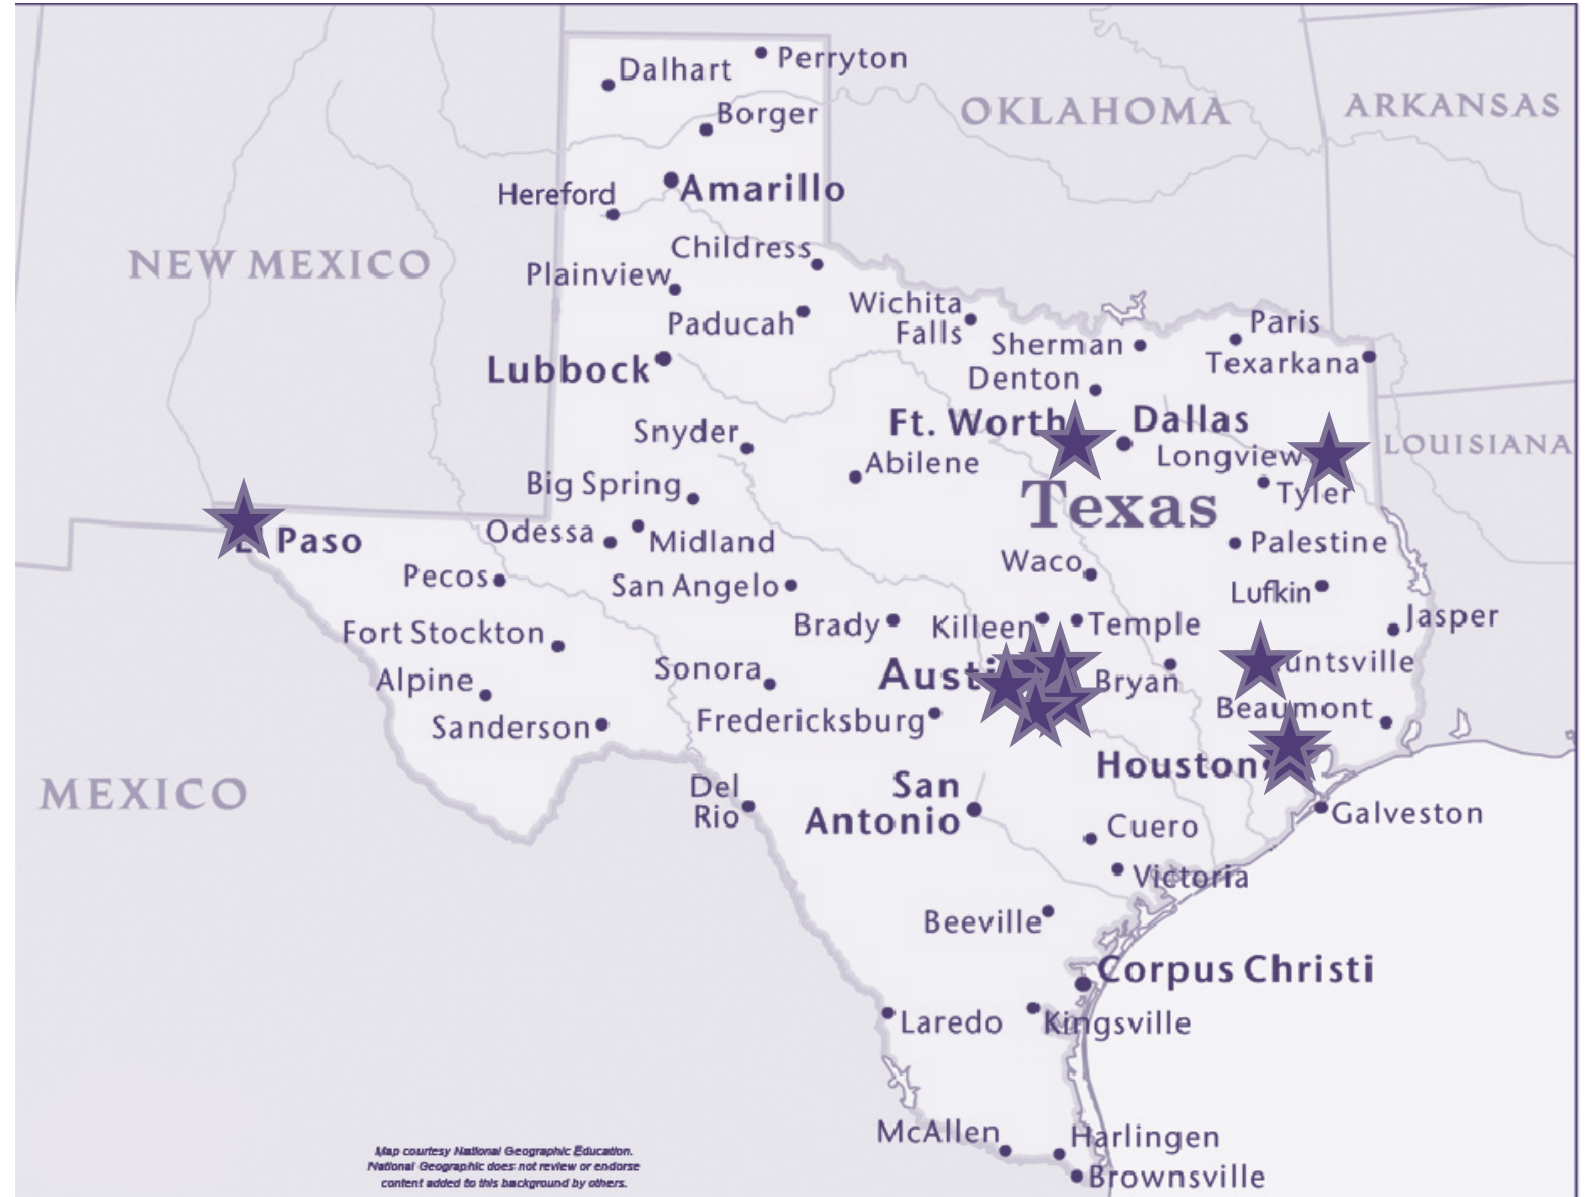 Perryton
Dalhart
Borger
OKLAHOMA
ARKANSAS
Amarillo
Hereford
Childress
NEW MEXICO
Plainview
Wichita
Falls
Paducah
Paris
Sherman
Texarkana
Lubbock
Denton
Ft. Worth
Dallas
Snyder
LOUISIANA
Longview
Abilene
Big Spring
Tyler
Texas
Odessa
Midland
El Paso
Palestine
Waco
Pecos
San Angelo
Lufkin
Jasper
Brady
Killeen
Temple
Fort Stockton
Sonora
Austi
untsville
Alpine
Bryan
Beaumont
Fredericksburg
Sanderson
Houston
MEXICO
Del
Rio
San
Antonio
Galveston
Cuero
Victoria
Beeville
Corpus Christi
Laredo
Kingsville
McAllen
Harlingen
Brownsville
Map courtesy National Geographic Education.
National Geographic does not review or endorse
content added to this background by others.